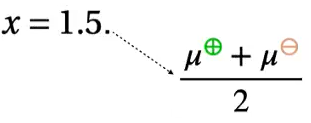 x = 1.5.
μ⊕ + μ⊖
2